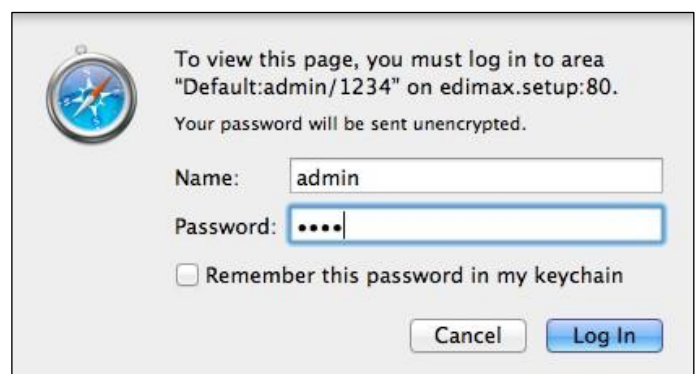 To view this page, you must log in to area
"Default:admin/1234" on edimax.setup:80.
Your password will be sent unencrypted.
Name: admin
Password: ••••
Remember this password in my keychain
Cancel Log In